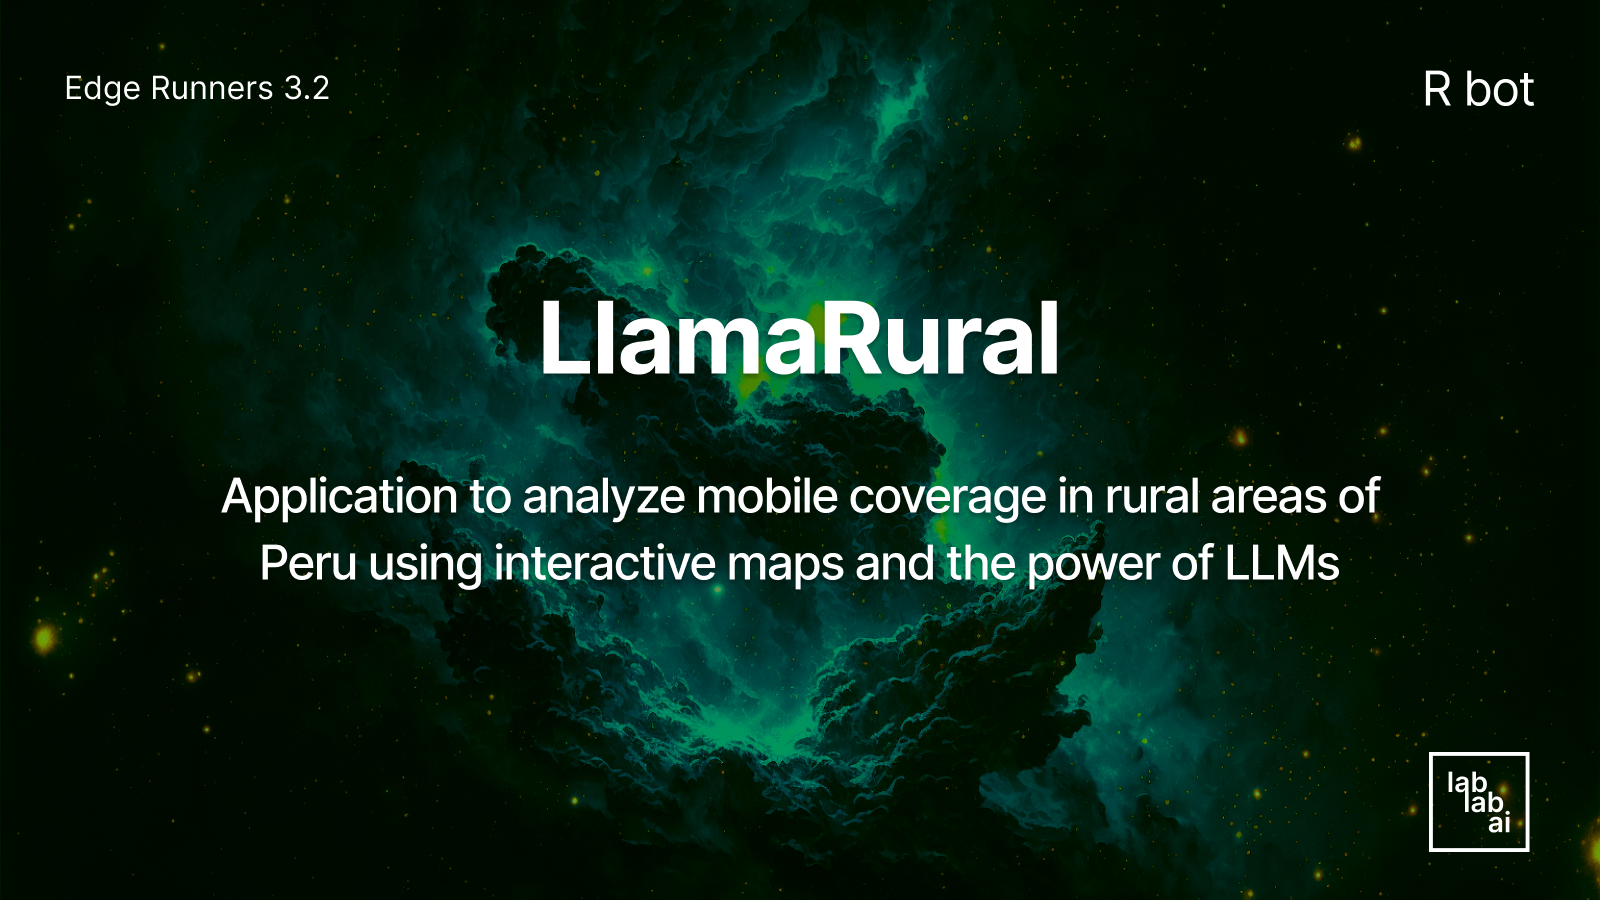 Edge Runners 3.2
R bot
LlamaRural
Application to analyze mobile coverage in rural areas of
Peru using interactive maps and the power of LLMs
lab
lab
ai